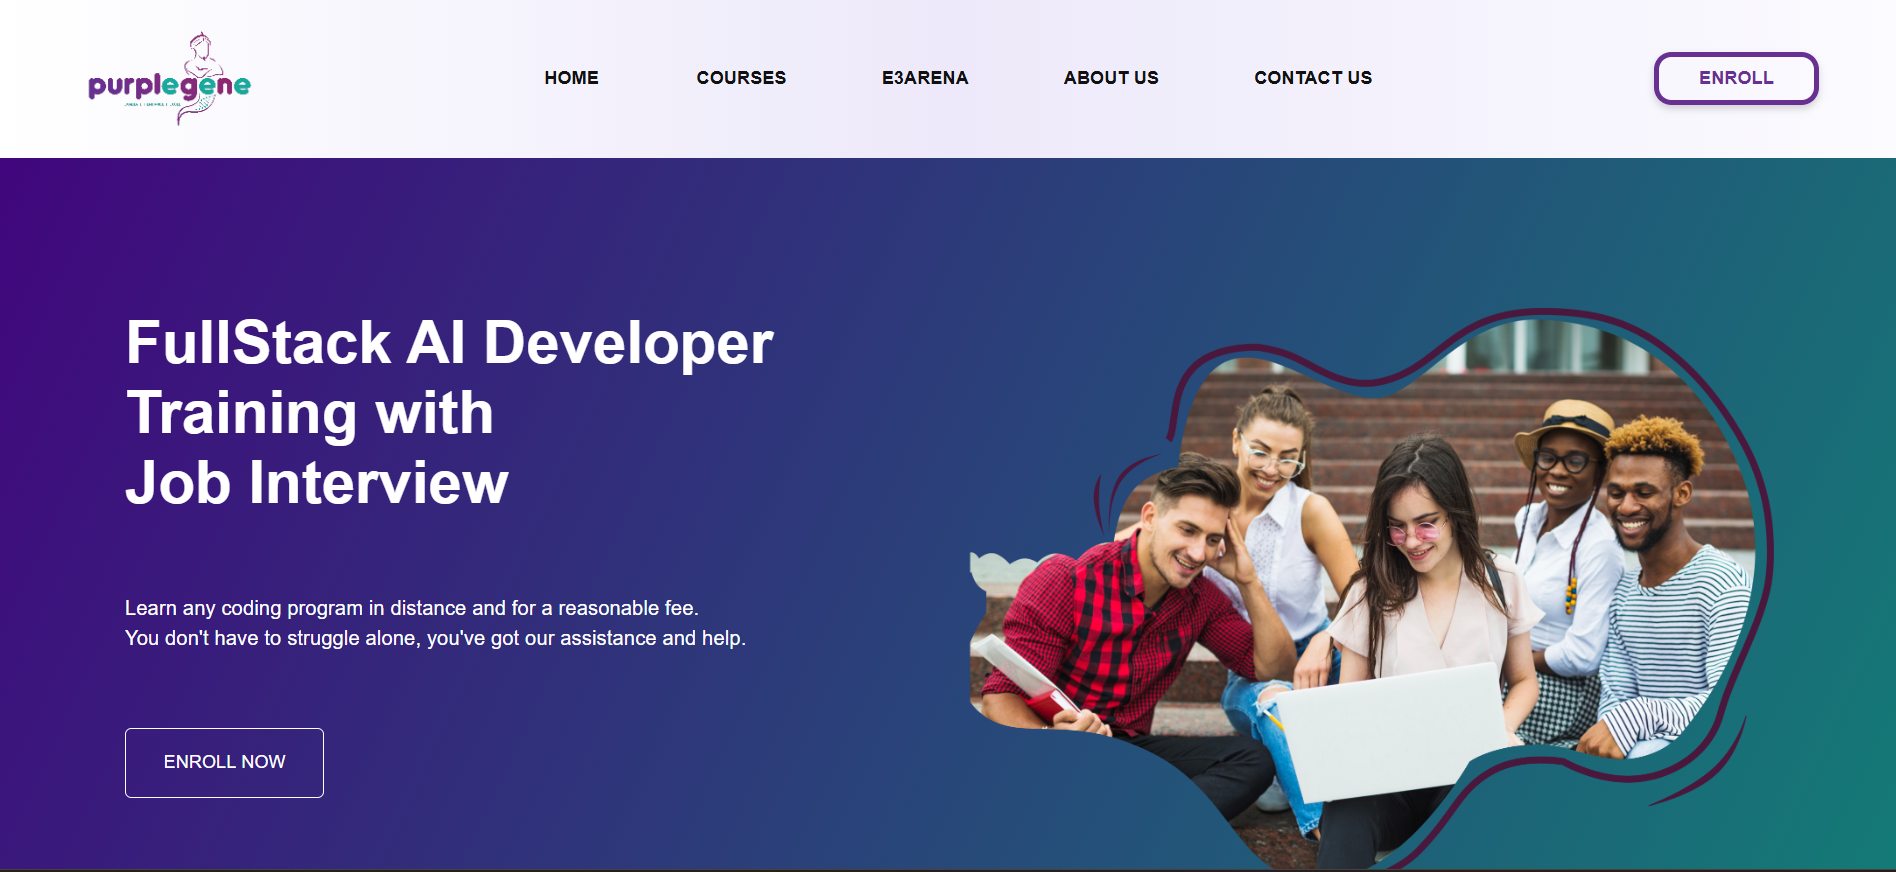 purplegene
HOME
COURSES
E3ARENA
ABOUT US
CONTACT US
ENROLL
FullStack AI Developer
Training with
Job Interview
Learn any coding program in distance and for a reasonable fee.
You don't have to struggle alone, you've got our assistance and help.
ENROLL NOW